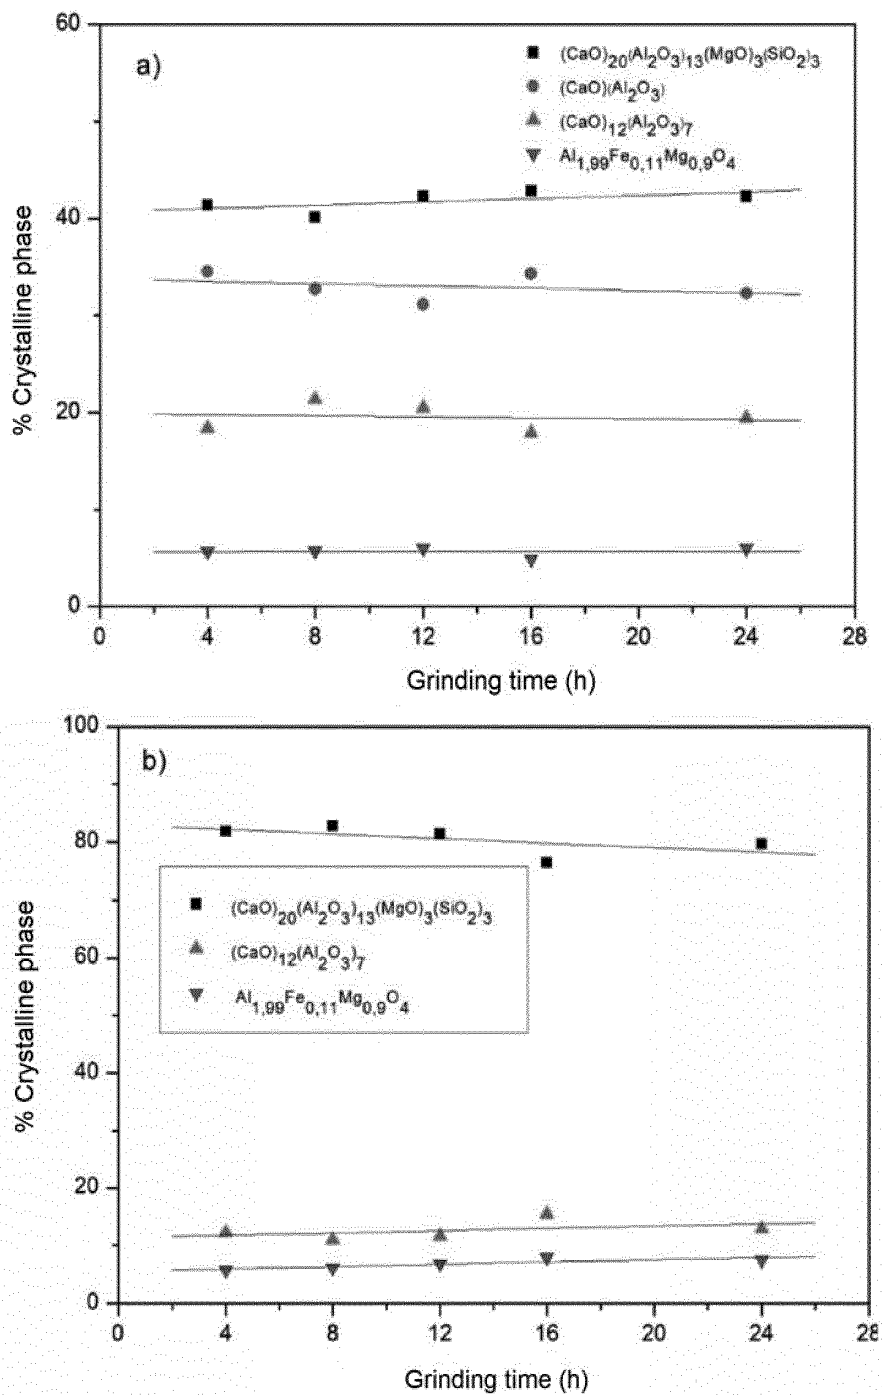 60
a)
(CaO)20(Al2O3)13(MgO)3(SiO2)3
(CaO)(Al2O3)
(CaO)12(Al2O3)7
Al1,99Fe0,11Mg0,9O4
40
20
0
% Crystalline phase
0 4 8 12 16 20 24 28
Grinding time (h)
100
b)
80
(CaO)20(Al2O3)13(MgO)3(SiO2)3
(CaO)12(Al2O3)7
Al1,99Fe0,11Mg0,9O4
60
40
20
0
% Crystalline phase
0 4 8 12 16 20 24 28
Grinding time (h)